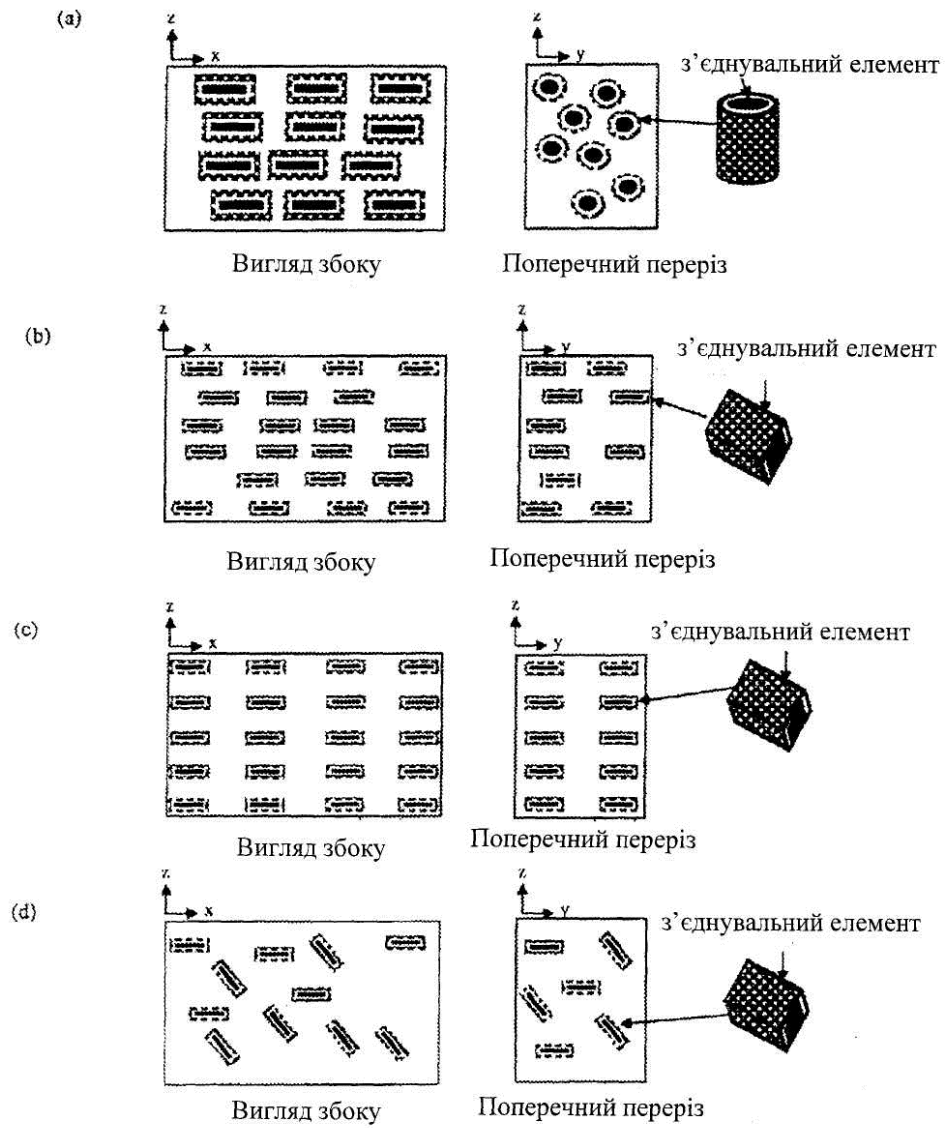 (a)
z
x
z
y
з’єднувальний елемент
Вигляд збоку
Поперечний переріз
(b)
z
x
z
y
з’єднувальний елемент
Вигляд збоку
Поперечний переріз
(c)
z
x
z
y
з’єднувальний елемент
Вигляд збоку
Поперечний переріз
(d)
z
x
z
y
з’єднувальний елемент
Вигляд збоку
Поперечний переріз